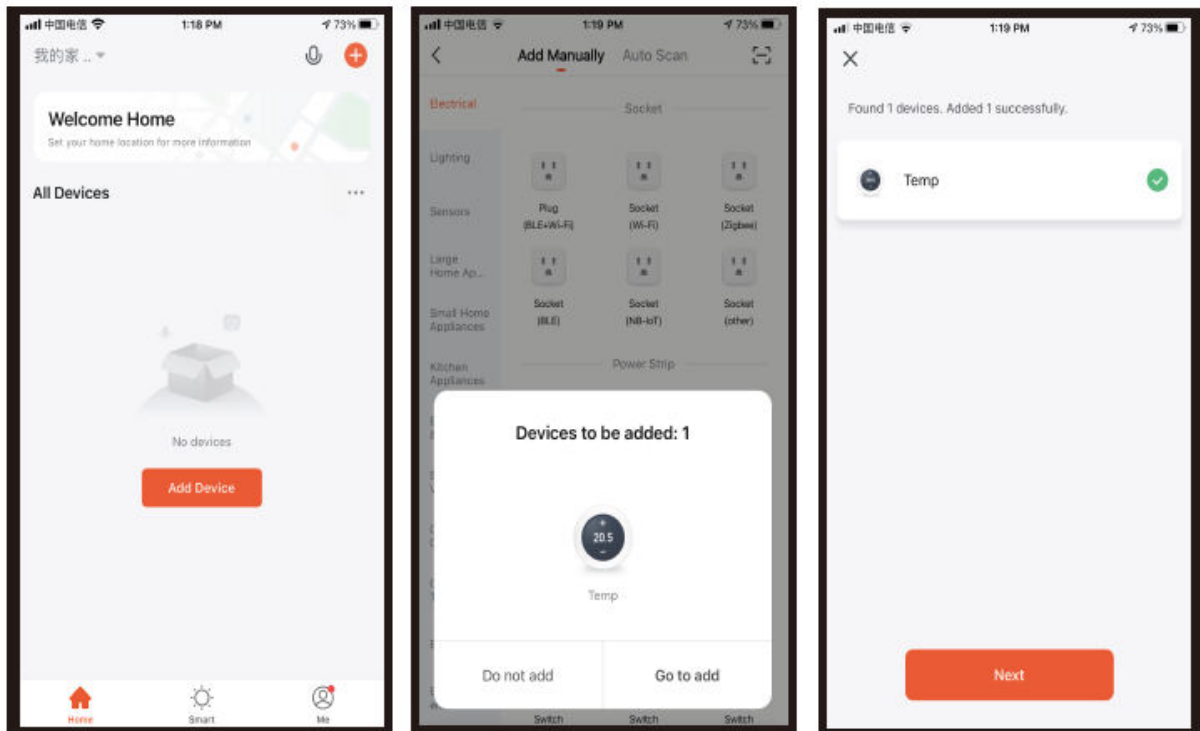 中国电信 1:18 PM 73%
我的家 ..
Welcome Home
Set your home location for more information
All Devices
No devices
Add Device
Home Smart Me
中国电信 1:19 PM 73%
Add Manually Auto Scan
Electrical
Socket
Lighting
Plug
(BLE+Wi-Fi)
Socket
(Wi-Fi)
Socket
(Zigbee)
Sensors
Large
Home Ap...
Socket
(BLE)
Socket
(NB-IoT)
Socket
(other)
Small Home
Appliances
Power Strip
Kitchen
Appliances
Devices to be added: 1
20.5
Temp
Do not add Go to add
Switch Switch Switch
中国电信 1:19 PM 73%
Found 1 devices. Added 1 successfully.
Temp
Next